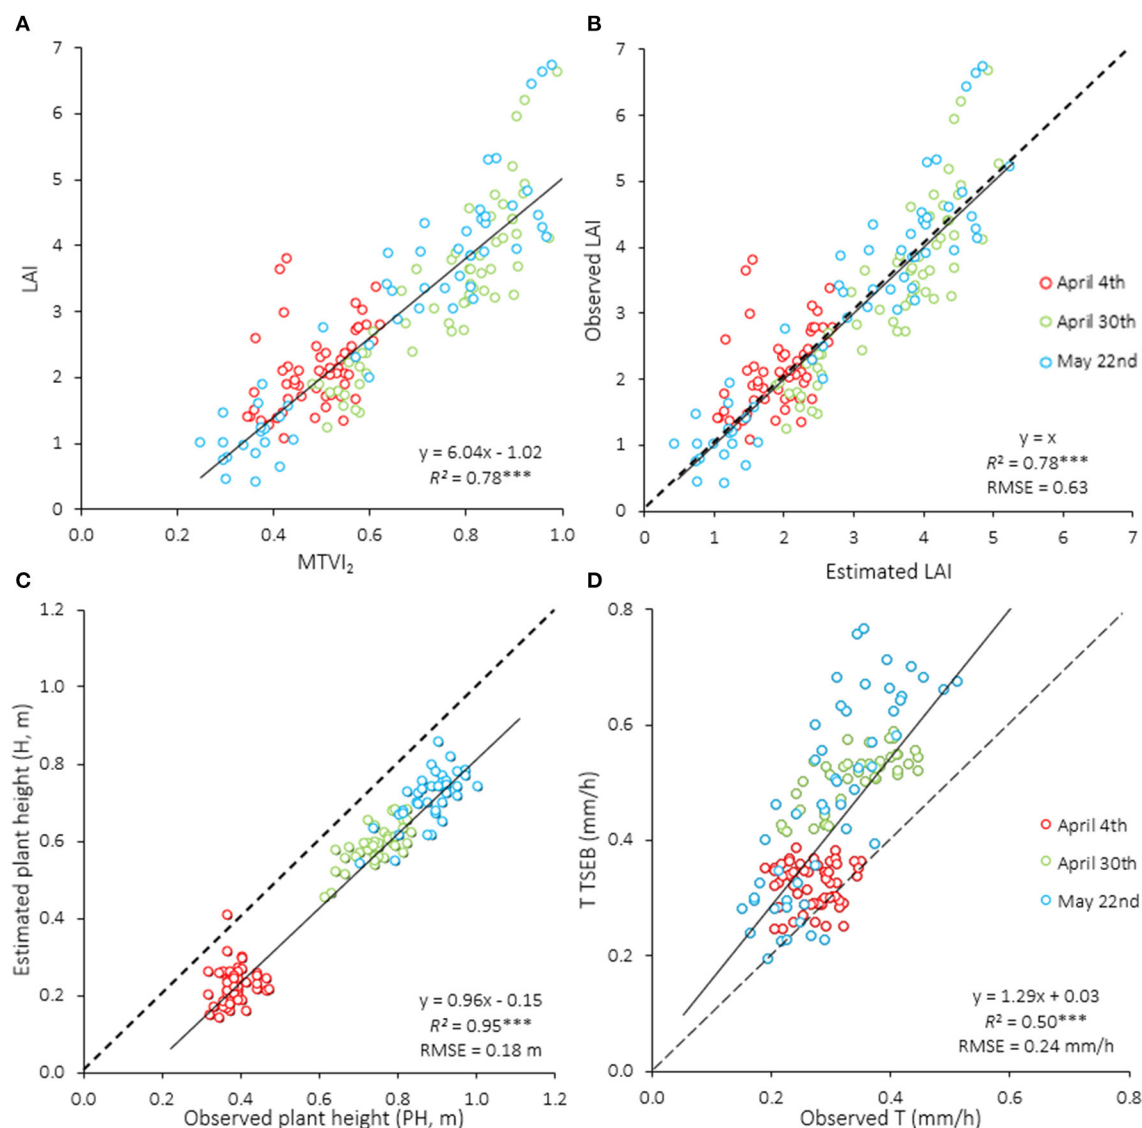 A
7
6
5
4
3
2
1
0
0.0 0.2 0.4 0.6 0.8 1.0
LAI
MTVI₂
y = 6.04x - 1.02
R² = 0.78***
B
7
6
5
4
3
2
1
0
0 1 2 3 4 5 6 7
Observed LAI
Estimated LAI
y = x
R² = 0.78***
RMSE = 0.63
April 4th
April 30th
May 22nd
C
1.2
1.0
0.8
0.6
0.4
0.2
0.0
0.0 0.2 0.4 0.6 0.8 1.0 1.2
Estimated plant height (H, m)
Observed plant height (PH, m)
y = 0.96x - 0.15
R² = 0.95***
RMSE = 0.18 m
D
0.8
0.6
0.4
0.2
0.0
0.0 0.2 0.4 0.6 0.8
T TSEB (mm/h)
Observed T (mm/h)
y = 1.29x + 0.03
R² = 0.50***
RMSE = 0.24 mm/h
April 4th
April 30th
May 22nd